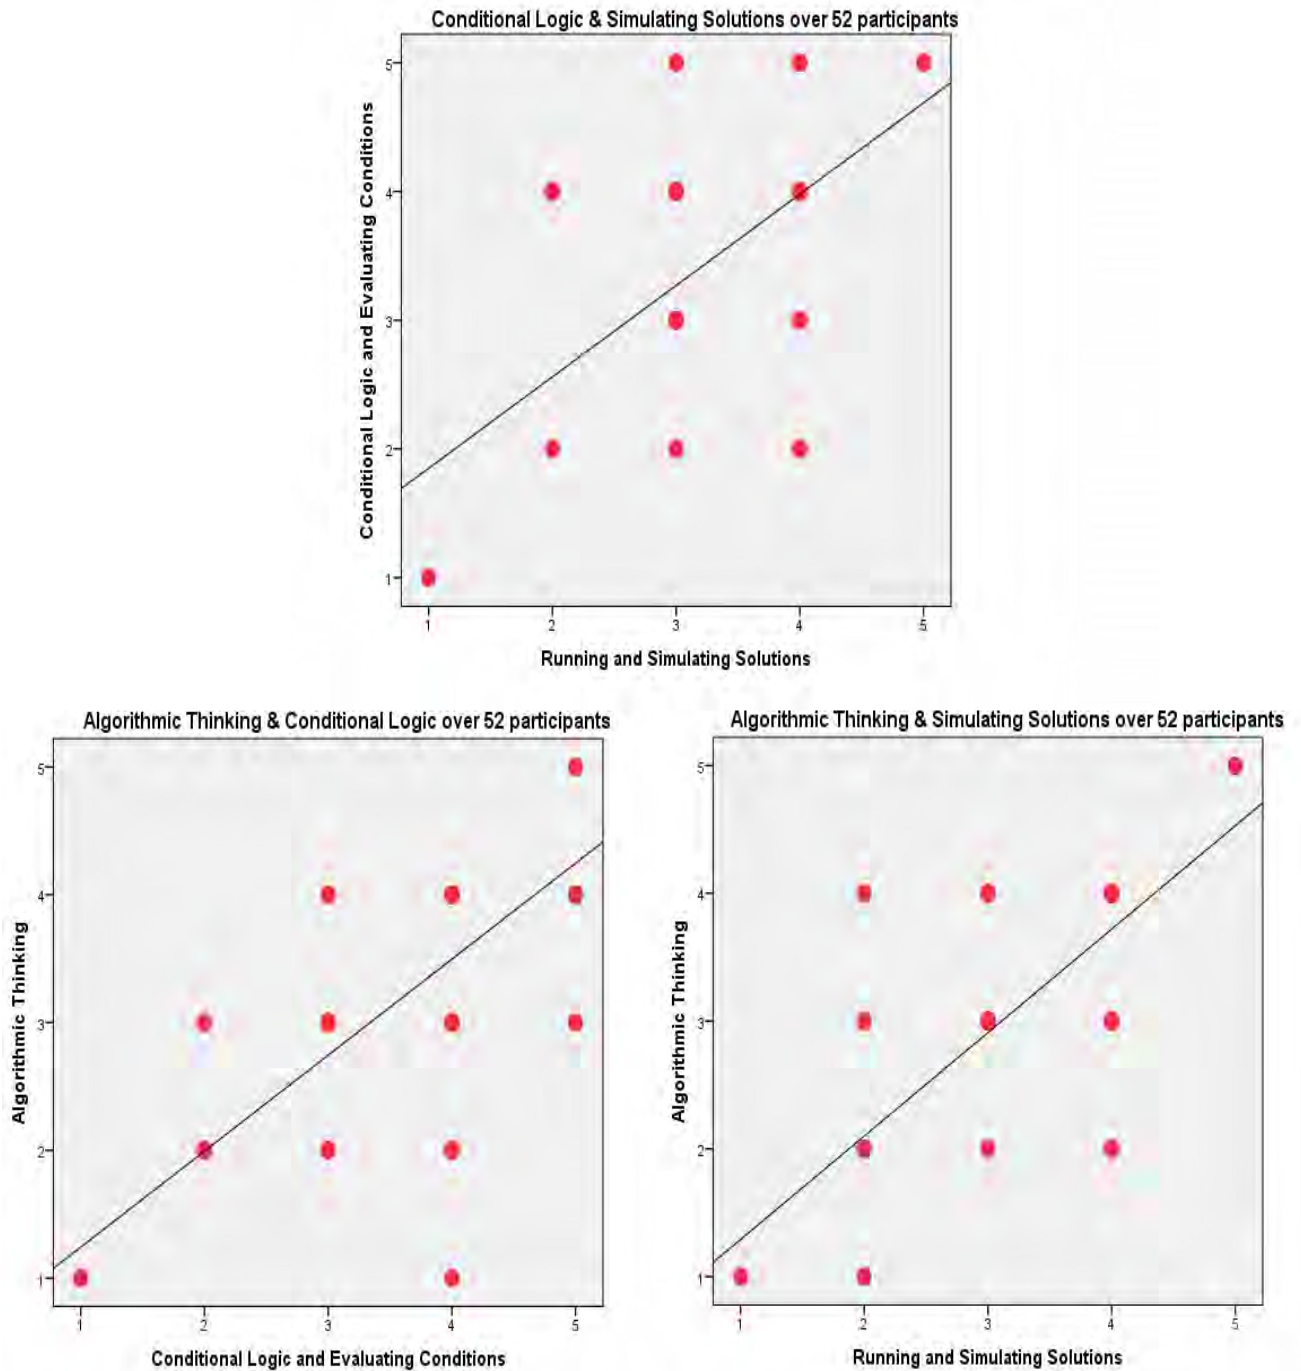 Conditional Logic & Simulating Solutions over 52 participants
Conditional Logic and Evaluating Conditions
5
4
3
2
1
1 2 3 4 5
Running and Simulating Solutions
Algorithmic Thinking & Conditional Logic over 52 participants
Algorithmic Thinking
5
4
3
2
1
1 2 3 4 5
Conditional Logic and Evaluating Conditions
Algorithmic Thinking & Simulating Solutions over 52 participants
Algorithmic Thinking
5
4
3
2
1
1 2 3 4 5
Running and Simulating Solutions